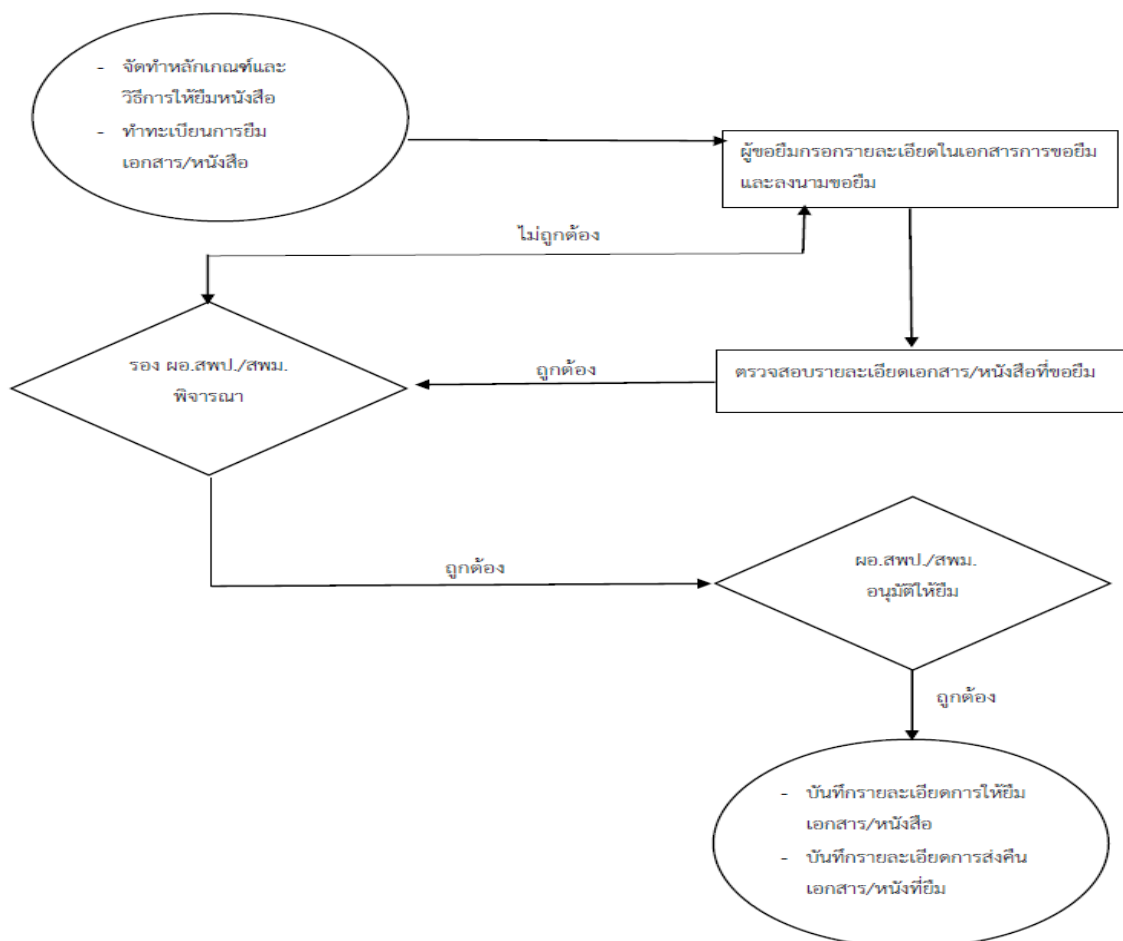 - จัดทำหลักเกณฑ์และ
วิธีการให้ยืมหนังสือ
- ทำทะเบียนการยืม
เอกสาร/หนังสือ
ผู้ขอยืมกรอกรายละเอียดในเอกสารการขอยืม
และลงนามขอยืม
ไม่ถูกต้อง
รอง ผอ.สพป./สพม.
พิจารณา
ถูกต้อง
ตรวจสอบรายละเอียดเอกสาร/หนังสือที่ขอยืม
ถูกต้อง
ผอ.สพป./สพม.
อนุมัติให้ยืม
ถูกต้อง
- บันทึกรายละเอียดการให้ยืม
เอกสาร/หนังสือ
- บันทึกรายละเอียดการส่งคืน
เอกสาร/หนังที่ยืม